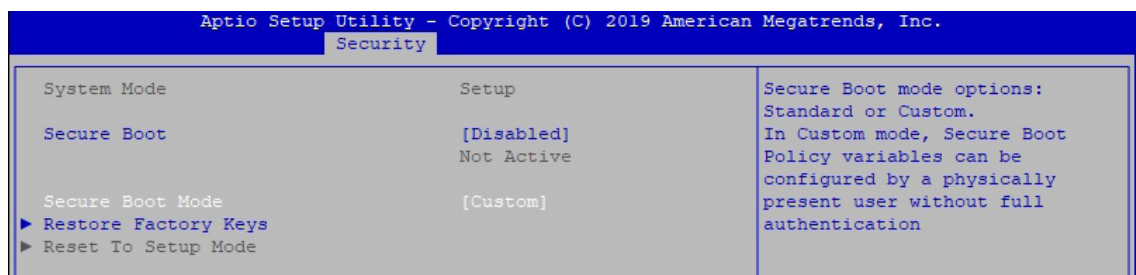 Aptio Setup Utility – Copyright (C) 2019 American Megatrends, Inc.
Security
System Mode Setup
Secure Boot [Disabled]
Not Active
Secure Boot Mode [Custom]
► Restore Factory Keys
► Reset To Setup Mode
Secure Boot mode options:
Standard or Custom.
In Custom mode, Secure Boot
Policy variables can be
configured by a physically
present user without full
authentication